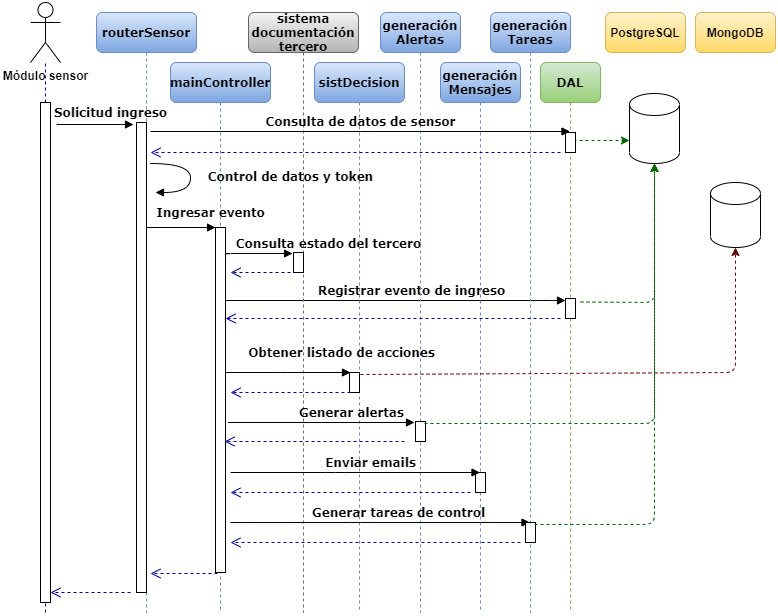 sistema
documentación
tercero
generación
Alertas
generación
Tareas
routerSensor
PostgreSQL
MongoDB
Módulo sensor
mainController
sistDecision
generación
Mensajes
DAL
Solicitud ingreso
Consulta de datos de sensor
Control de datos y token
Ingresar evento
Consulta estado del tercero
Registrar evento de ingreso
Obtener listado de acciones
Generar alertas
Enviar emails
Generar tareas de control